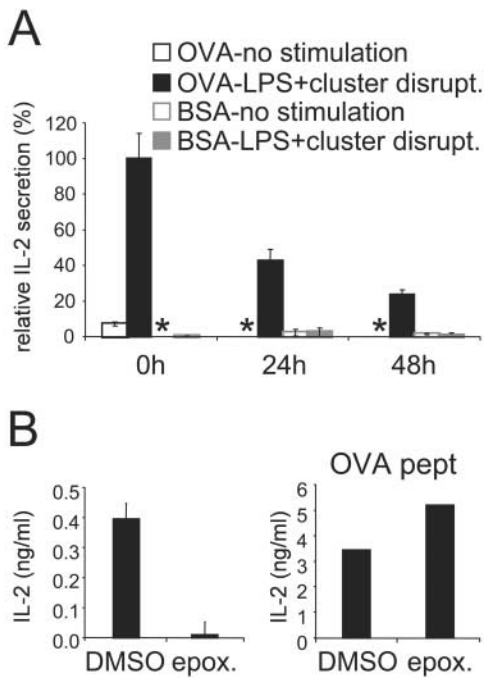 A
OVA-no stimulation
OVA-LPS+cluster disrupt.
BSA-no stimulation
BSA-LPS+cluster disrupt.
relative IL-2 secretion (%)
120
100
80
60
40
20
0
* * *
0h 24h 48h
B
IL-2 (ng/ml)
0.5
0.4
0.3
0.2
0.1
0.0
DMSO epox.
OVA pept
IL-2 (ng/ml)
6
5
4
3
2
1
0
DMSO epox.